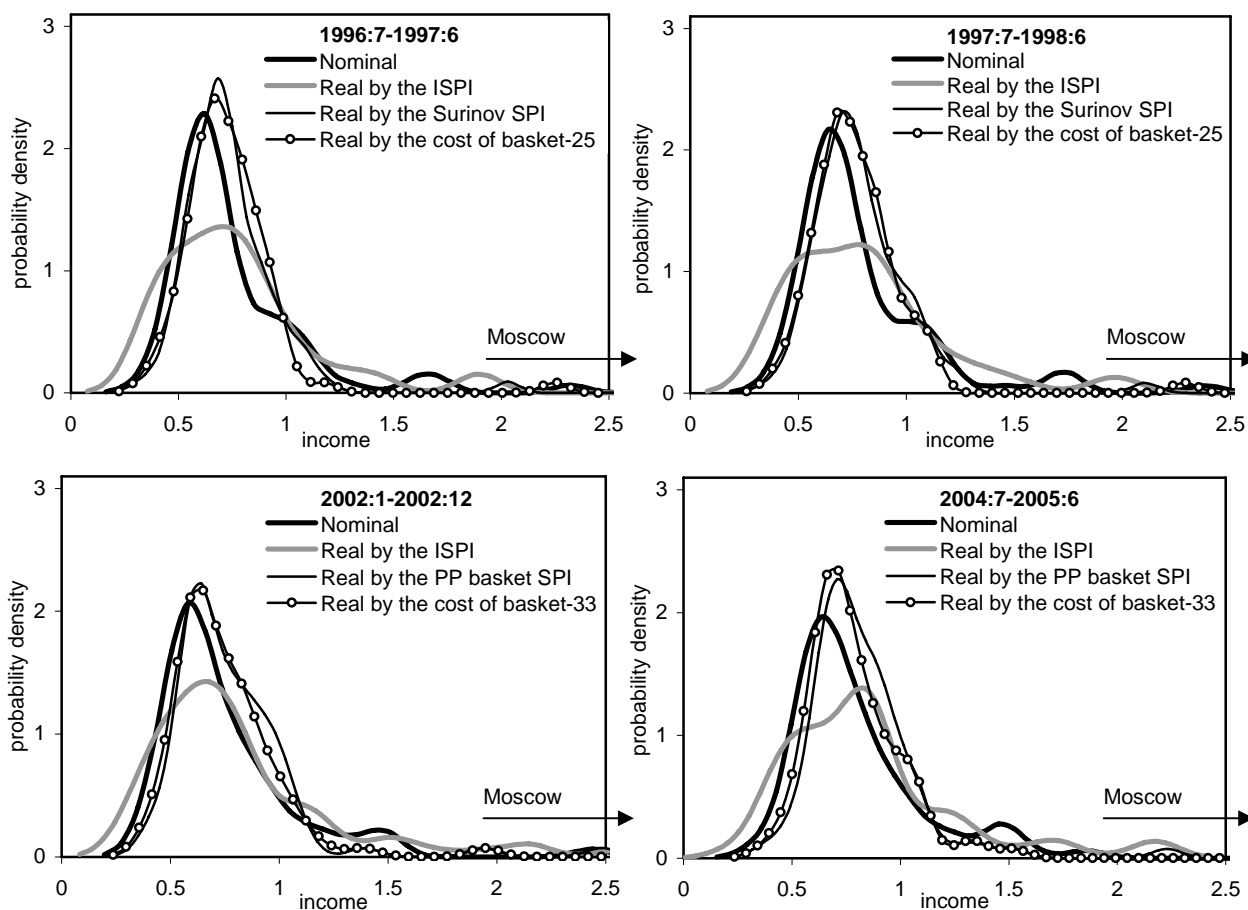 1996:7-1997:6
Nominal
Real by the ISPI
Real by the Surinov SPI
Real by the cost of basket-25
Moscow
probability density
3
2
1
0
0 0.5 1 1.5 2 2.5
income
1997:7-1998:6
Nominal
Real by the ISPI
Real by the Surinov SPI
Real by the cost of basket-25
Moscow
probability density
3
2
1
0
0 0.5 1 1.5 2 2.5
income
2002:1-2002:12
Nominal
Real by the ISPI
Real by the PP basket SPI
Real by the cost of basket-33
Moscow
probability density
3
2
1
0
0 0.5 1 1.5 2 2.5
income
2004:7-2005:6
Nominal
Real by the ISPI
Real by the PP basket SPI
Real by the cost of basket-33
Moscow
probability density
3
2
1
0
0 0.5 1 1.5 2 2.5
income